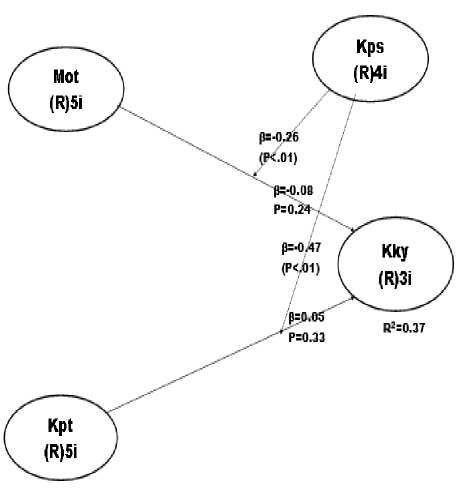 Kps
(R)4i
Mot
(R)5i
β=-0.26
(P<.01)
β=-0.08
P=0.24
β=-0.47
(P<.01)
Kky
(R)3i
β=0.05
P=0.33
R²=0.37
Kpt
(R)5i